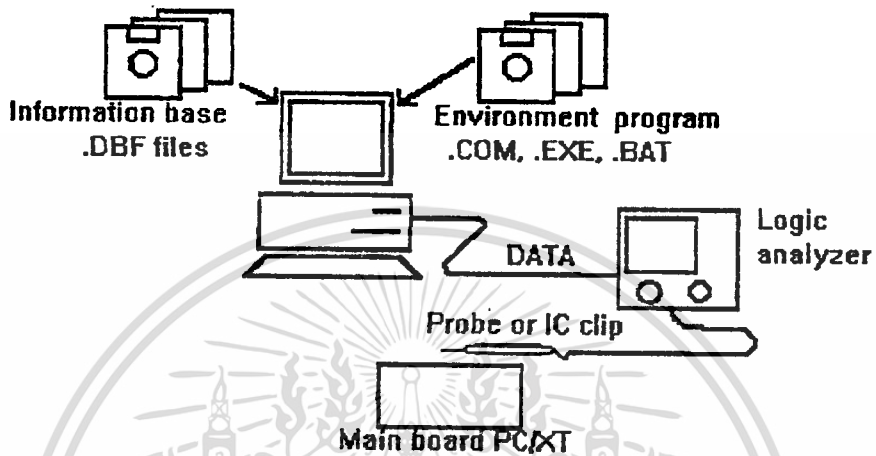 Information base
.DBF files
Environment program
.COM, .EXE, .BAT
Logic
analyzer
DATA
Probe or IC clip
Main board PC/XT